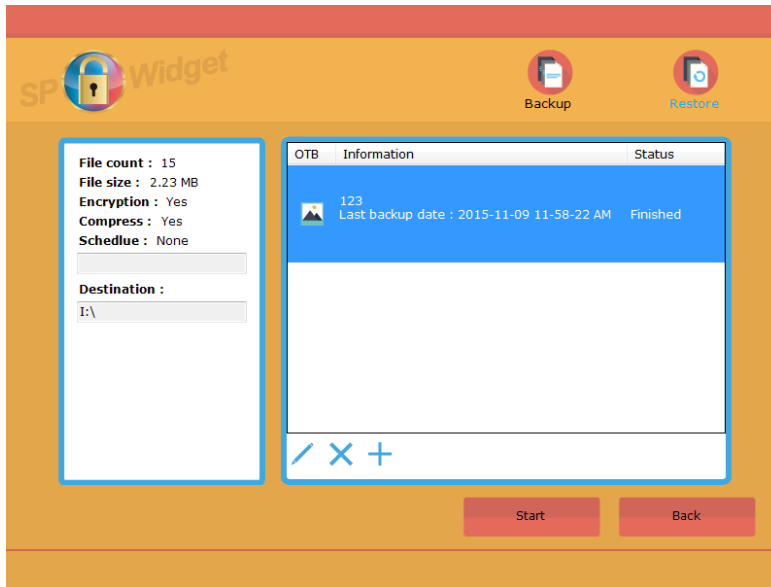 SP Widget
Backup
Restore
File count : 15
File size : 2.23 MB
Encryption : Yes
Compress : Yes
Schedlue : None
Destination :
I:\
OTB Information Status
123
Last backup date : 2015-11-09 11-58-22 AM Finished
Start
Back